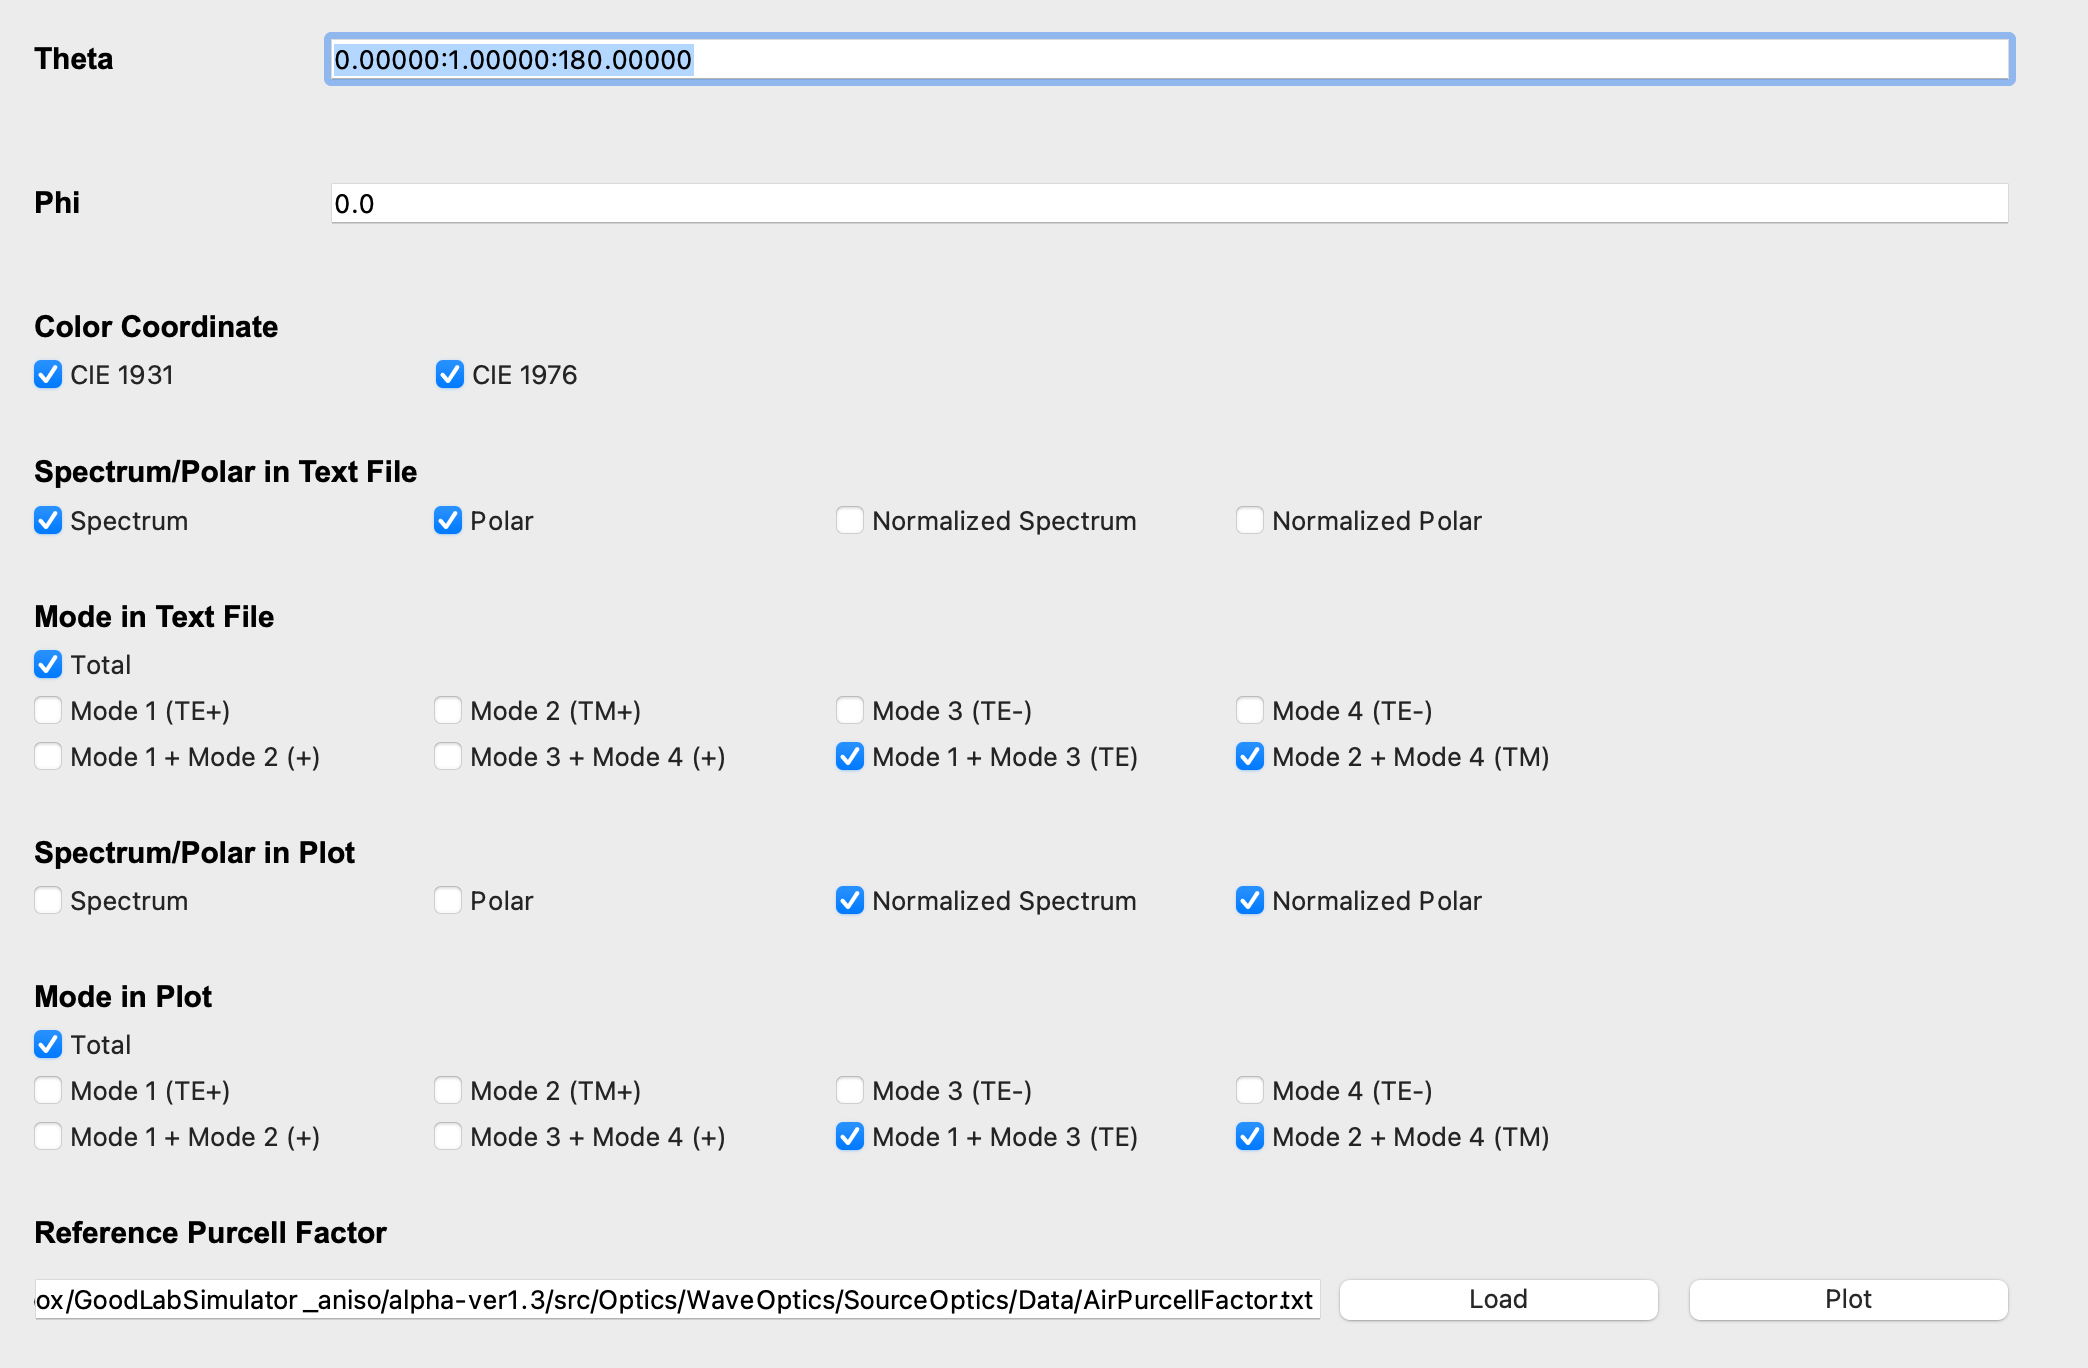 Theta 0.00000:1.00000:180.00000
Phi 0.0
Color Coordinate
CIE 1931 CIE 1976
Spectrum/Polar in Text File
Spectrum Polar Normalized Spectrum Normalized Polar
Mode in Text File
Total
Mode 1 (TE+) Mode 2 (TM+) Mode 3 (TE-) Mode 4 (TE-)
Mode 1 + Mode 2 (+) Mode 3 + Mode 4 (+) Mode 1 + Mode 3 (TE) Mode 2 + Mode 4 (TM)
Spectrum/Polar in Plot
Spectrum Polar Normalized Spectrum Normalized Polar
Mode in Plot
Total
Mode 1 (TE+) Mode 2 (TM+) Mode 3 (TE-) Mode 4 (TE-)
Mode 1 + Mode 2 (+) Mode 3 + Mode 4 (+) Mode 1 + Mode 3 (TE) Mode 2 + Mode 4 (TM)
Reference Purcell Factor
ox/GoodLabSimulator_aniso/alpha-ver1.3/src/Optics/WaveOptics/SourceOptics/Data/AirPurcellFactor.txt Load Plot